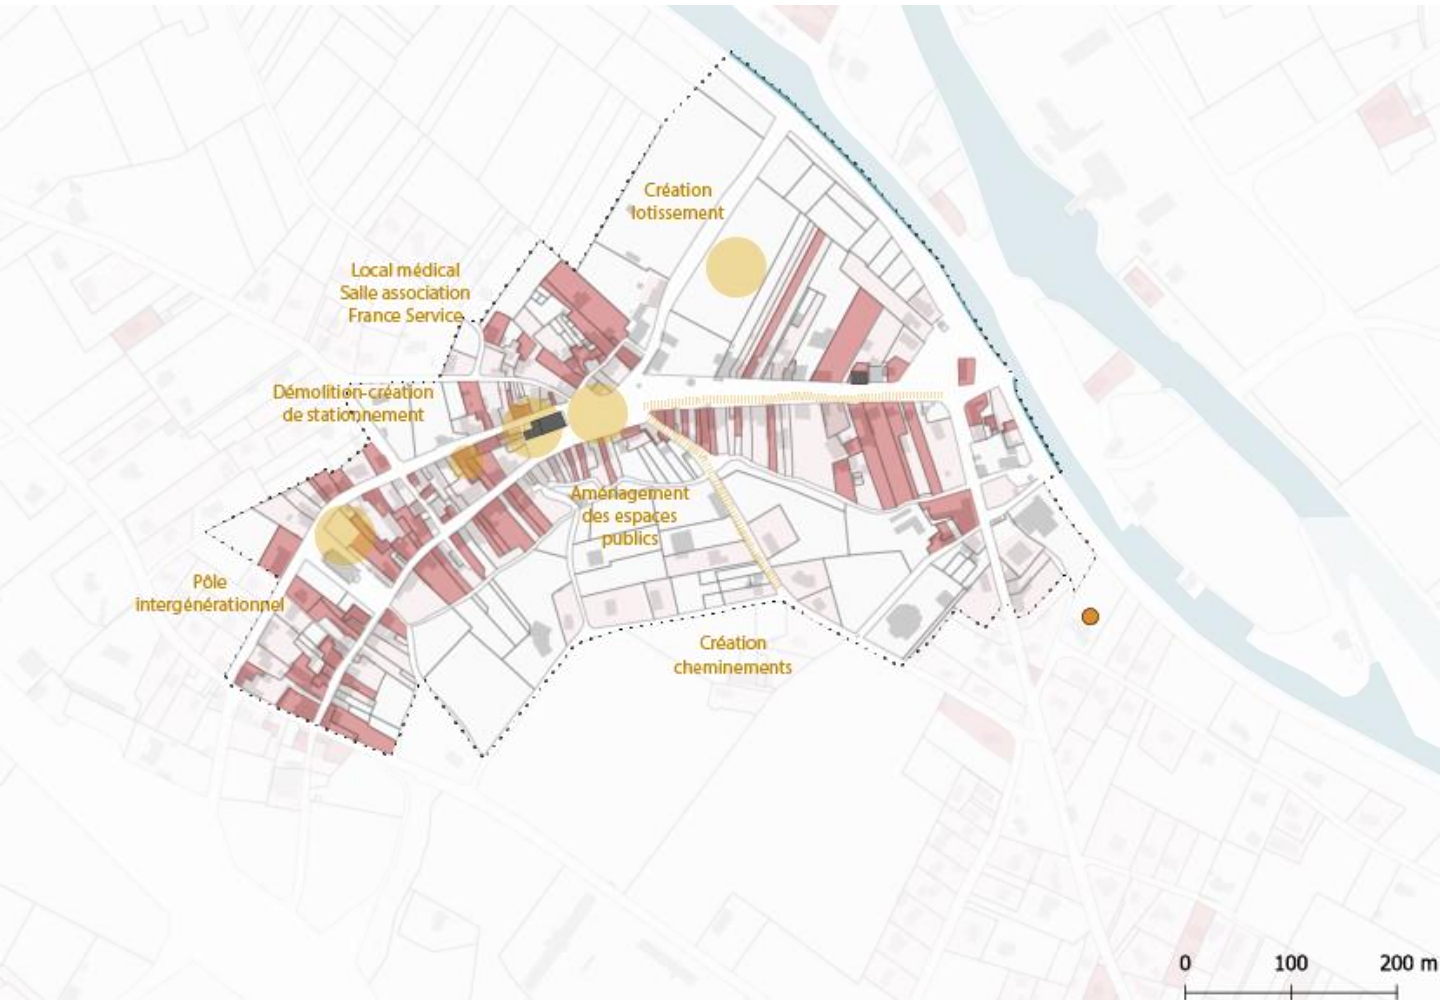 Création
lotissement
Local médical
Salle association
France Service
Démolition-création
de stationnement
Aménagement
des espaces
publics
Pôle
intergénérationnel
Création
cheminements
0 100 200 m